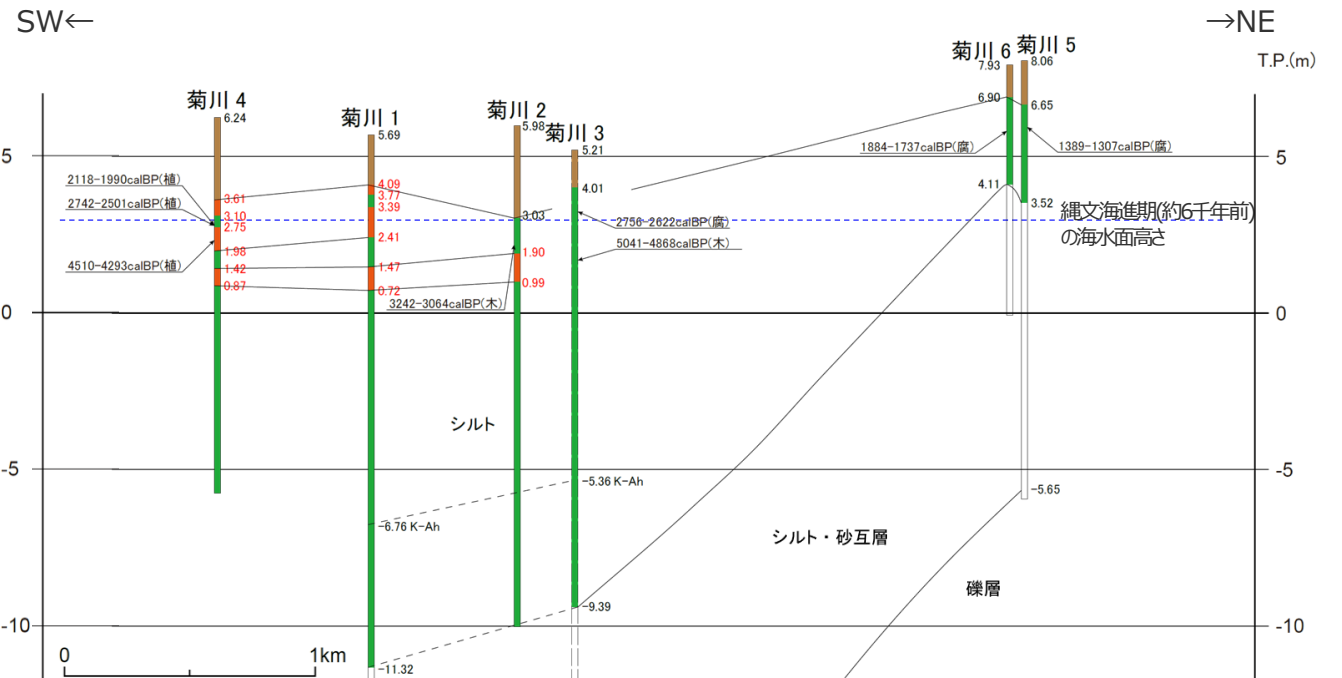 SW←
→NE
T.P.(m)
菊川 4
6.24
菊川 1
5.69
菊川 2
5.98
菊川 3
5.21
菊川 6
7.93
菊川 5
8.06
5
0
-5
-10
5
0
-5
-10
2118-1990calBP(植)
2742-2501calBP(植)
4510-4293calBP(植)
3.61
3.10
2.75
1.98
1.42
0.87
4.09
3.77
3.39
2.41
1.47
0.72
-6.76 K-Ah
-11.32
3.03
1.90
0.99
3242-3064calBP(木)
4.01
2756-2622calBP(腐)
5041-4868calBP(木)
-5.36 K-Ah
-9.39
6.90
1884-1737calBP(腐)
4.11
6.65
1389-1307calBP(腐)
3.52
-5.65
縄文海進期(約6千年前)
の海水面高さ
シルト
シルト・砂互層
礫層
0
1km